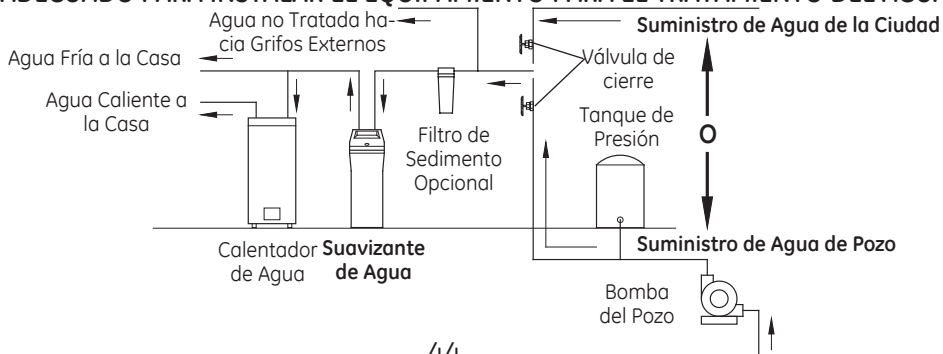 Agua no Tratada ha-
cia Grifos Externos
Suministro de Agua de la Ciudad
Agua Fría a la Casa
Válvula de
cierre
Agua Caliente a
la Casa
Tanque de
Presión
O
Filtro de
Sedimento
Opcional
Calentador
de Agua
Suavizante
de Agua
Suministro de Agua de Pozo
Bomba
del Pozo